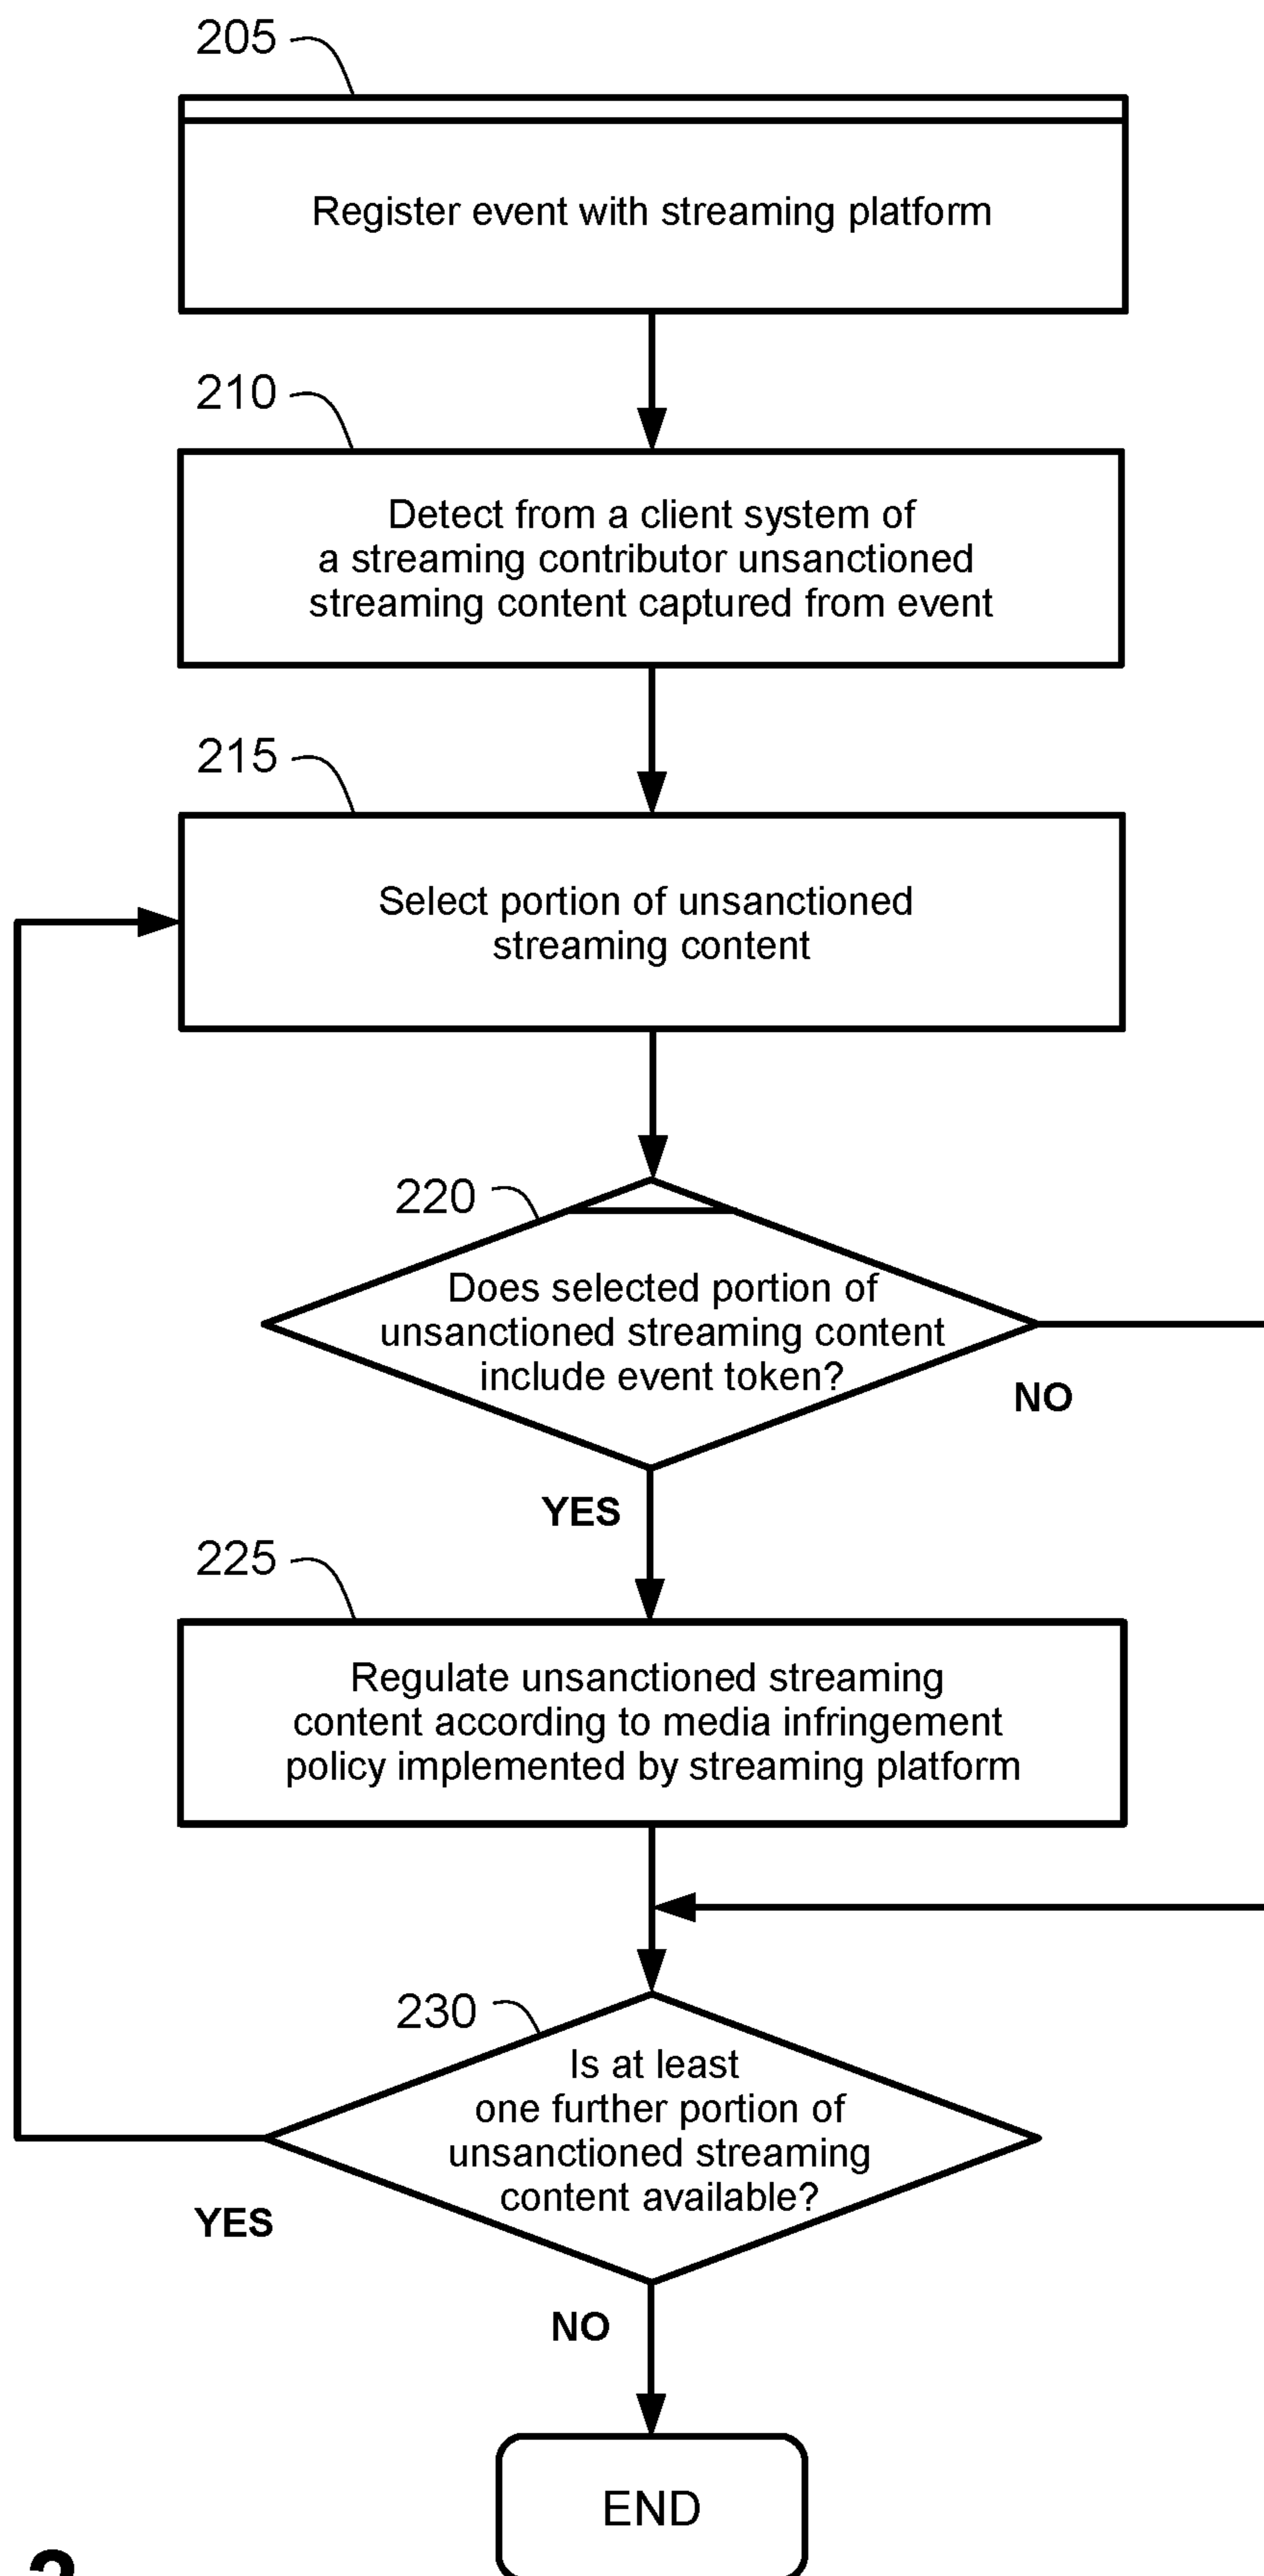 205
Register event with streaming platform
210
Detect from a client system of
a streaming contributor unsanctioned
streaming content captured from event
215
Select portion of unsanctioned
streaming content
220
Does selected portion of
unsanctioned streaming content
include event token?
NO
YES
225
Regulate unsanctioned streaming
content according to media infringement
policy implemented by streaming platform
230
Is at least
one further portion of
unsanctioned streaming
content available?
YES
NO
END